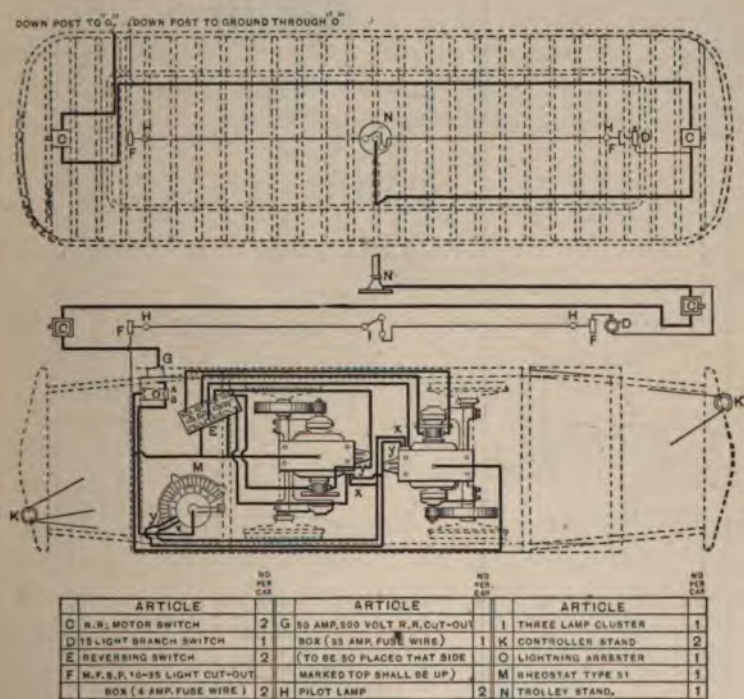 DOWN POST TO "G." DOWN POST TO GROUND THROUGH "O"
N
C
F
H
H
F
D
C
N
C
F
H
I
H
F
D
C
G
O
A
B
E
M
X
Y
X
Y
Y
X
K
K
ARTICLE NO PER CAR ARTICLE NO PER CAR ARTICLE NO PER CAR
C R.R. MOTOR SWITCH 2 G 50 AMP, 500 VOLT R.R. CUT-OUT I THREE LAMP CLUSTER 1
D 15 LIGHT BRANCH SWITCH 1 BOX (35 AMP. FUSE WIRE) 1 K CONTROLLER STAND 2
E REVERSING SWITCH 2 (TO BE SO PLACED THAT SIDE O LIGHTNING ARRESTER 1
F M.F.S.P. 10-35 LIGHT CUT-OUT MARKED TOP SHALL BE UP) M RHEOSTAT TYPE 51 1
BOX (6 AMP. FUSE WIRE) 2 H PILOT LAMP 2 N TROLLEY STAND. 1